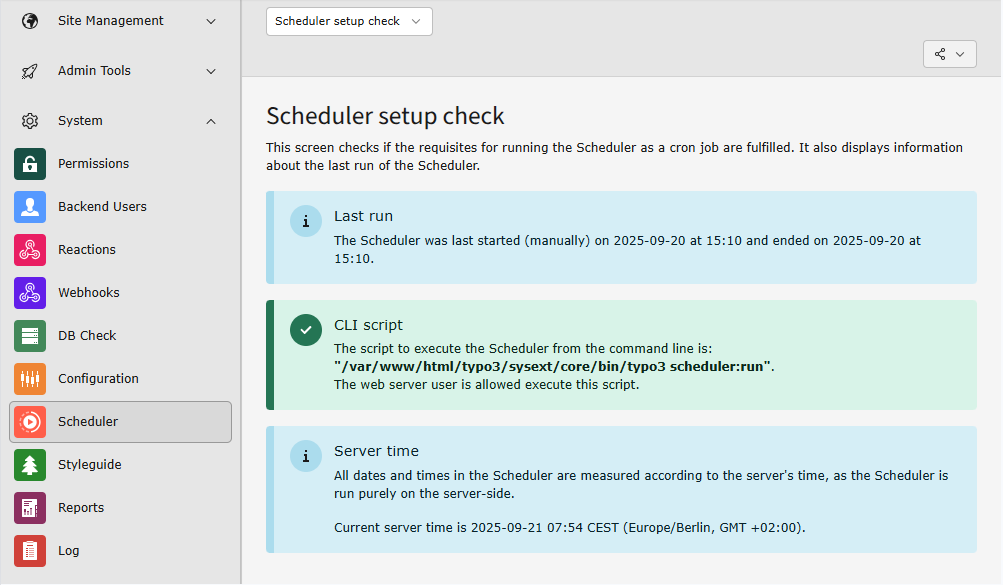 Site Management
Admin Tools
System
Permissions
Backend Users
Reactions
Webhooks
DB Check
Configuration
Scheduler
Styleguide
Reports
Log
Scheduler setup check
Scheduler setup check
This screen checks if the requisites for running the Scheduler as a cron job are fulfilled. It also displays information
about the last run of the Scheduler.
Last run
The Scheduler was last started (manually) on 2025-09-20 at 15:10 and ended on 2025-09-20 at
15:10.
CLI script
The script to execute the Scheduler from the command line is:
"/var/www/html/typo3/sysext/core/bin/typo3 scheduler:run".
The web server user is allowed execute this script.
Server time
All dates and times in the Scheduler are measured according to the server's time, as the Scheduler is
run purely on the server-side.
Current server time is 2025-09-21 07:54 CEST (Europe/Berlin, GMT +02:00).